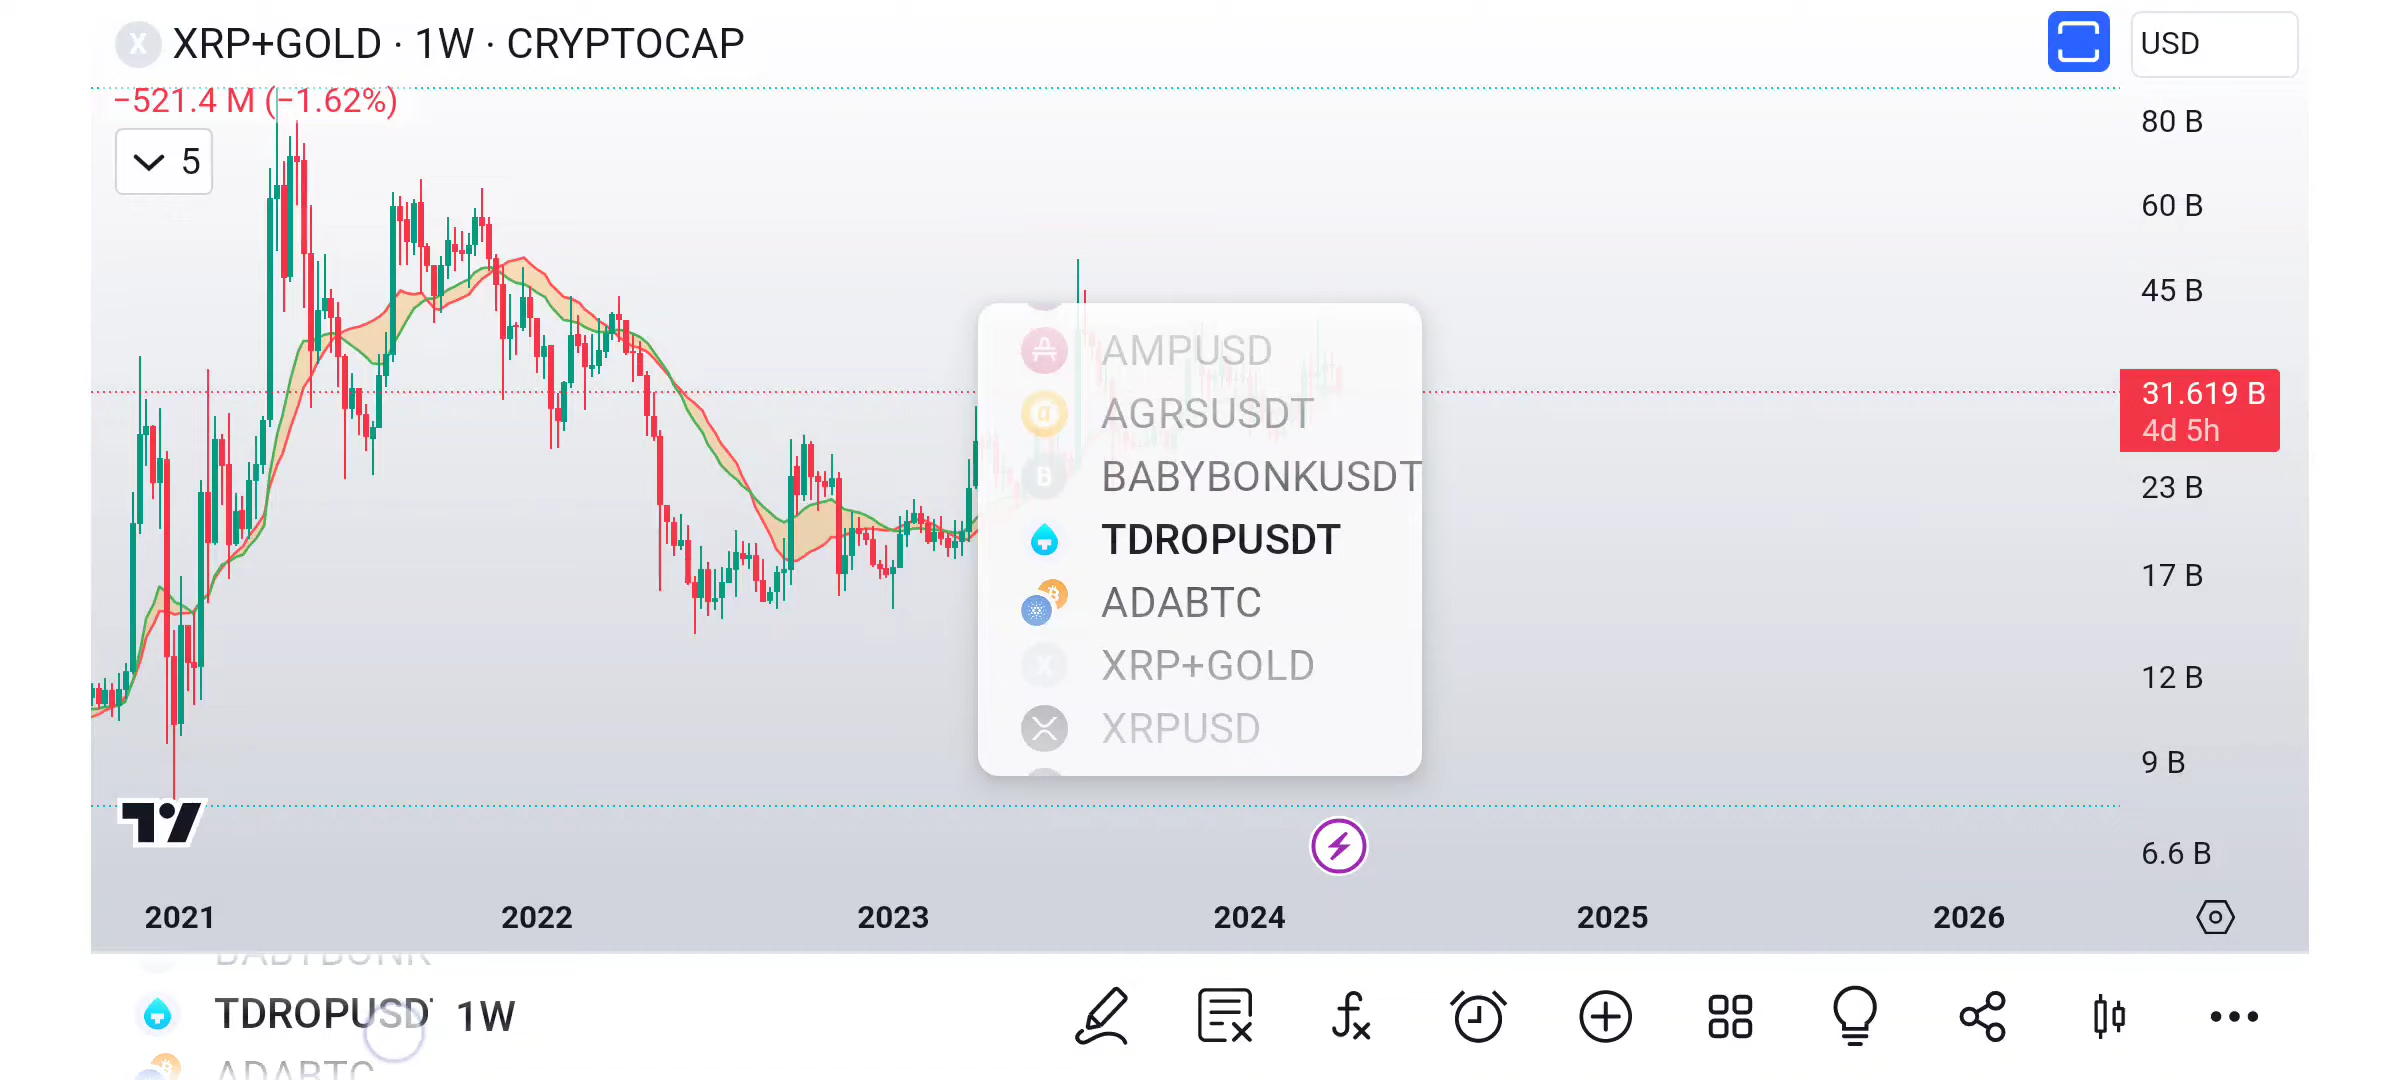 XRP+GOLD · 1W · CRYPTOCAP
USD
−521.4 M (−1.62%)
5
80 B
60 B
45 B
31.619 B
4d 5h
23 B
17 B
12 B
9 B
6.6 B
AMPUSD
AGRSUSDT
BABYBONKUSDT
TDROPUSDT
ADABTC
XRP+GOLD
XRPUSD
2021 2022 2023 2024 2025 2026
BABYBONK
TDROPUSD 1W
ADABTC